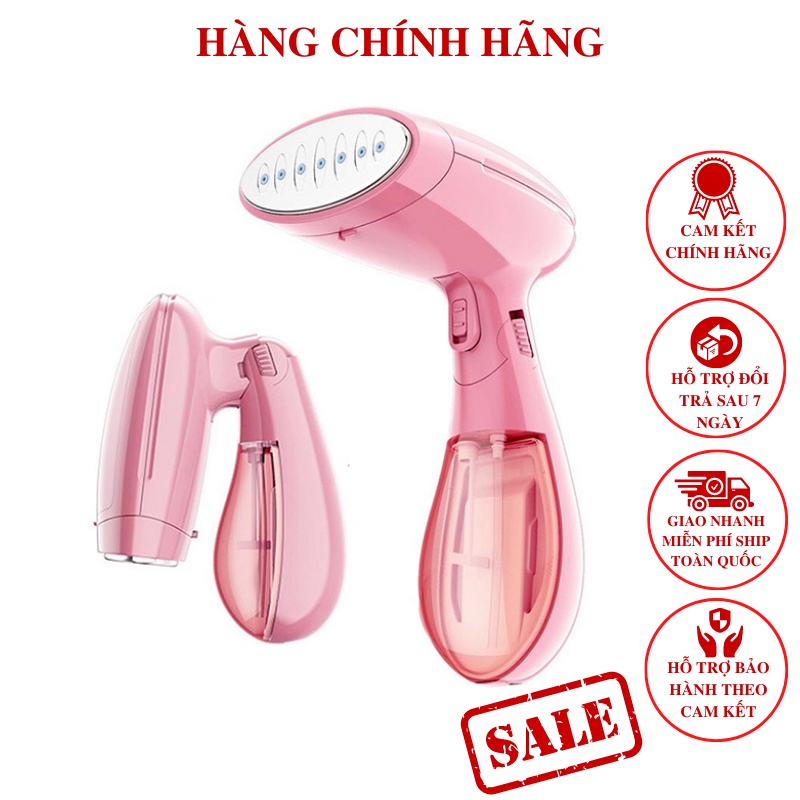 HÀNG CHÍNH HÃNG
CAM KẾT
CHÍNH HÃNG
HỖ TRỢ ĐỔI
TRẢ SAU 7
NGÀY
GIAO NHANH
MIỄN PHÍ SHIP
TOÀN QUỐC
HỖ TRỢ BẢO
HÀNH THEO
CAM KẾT
SALE